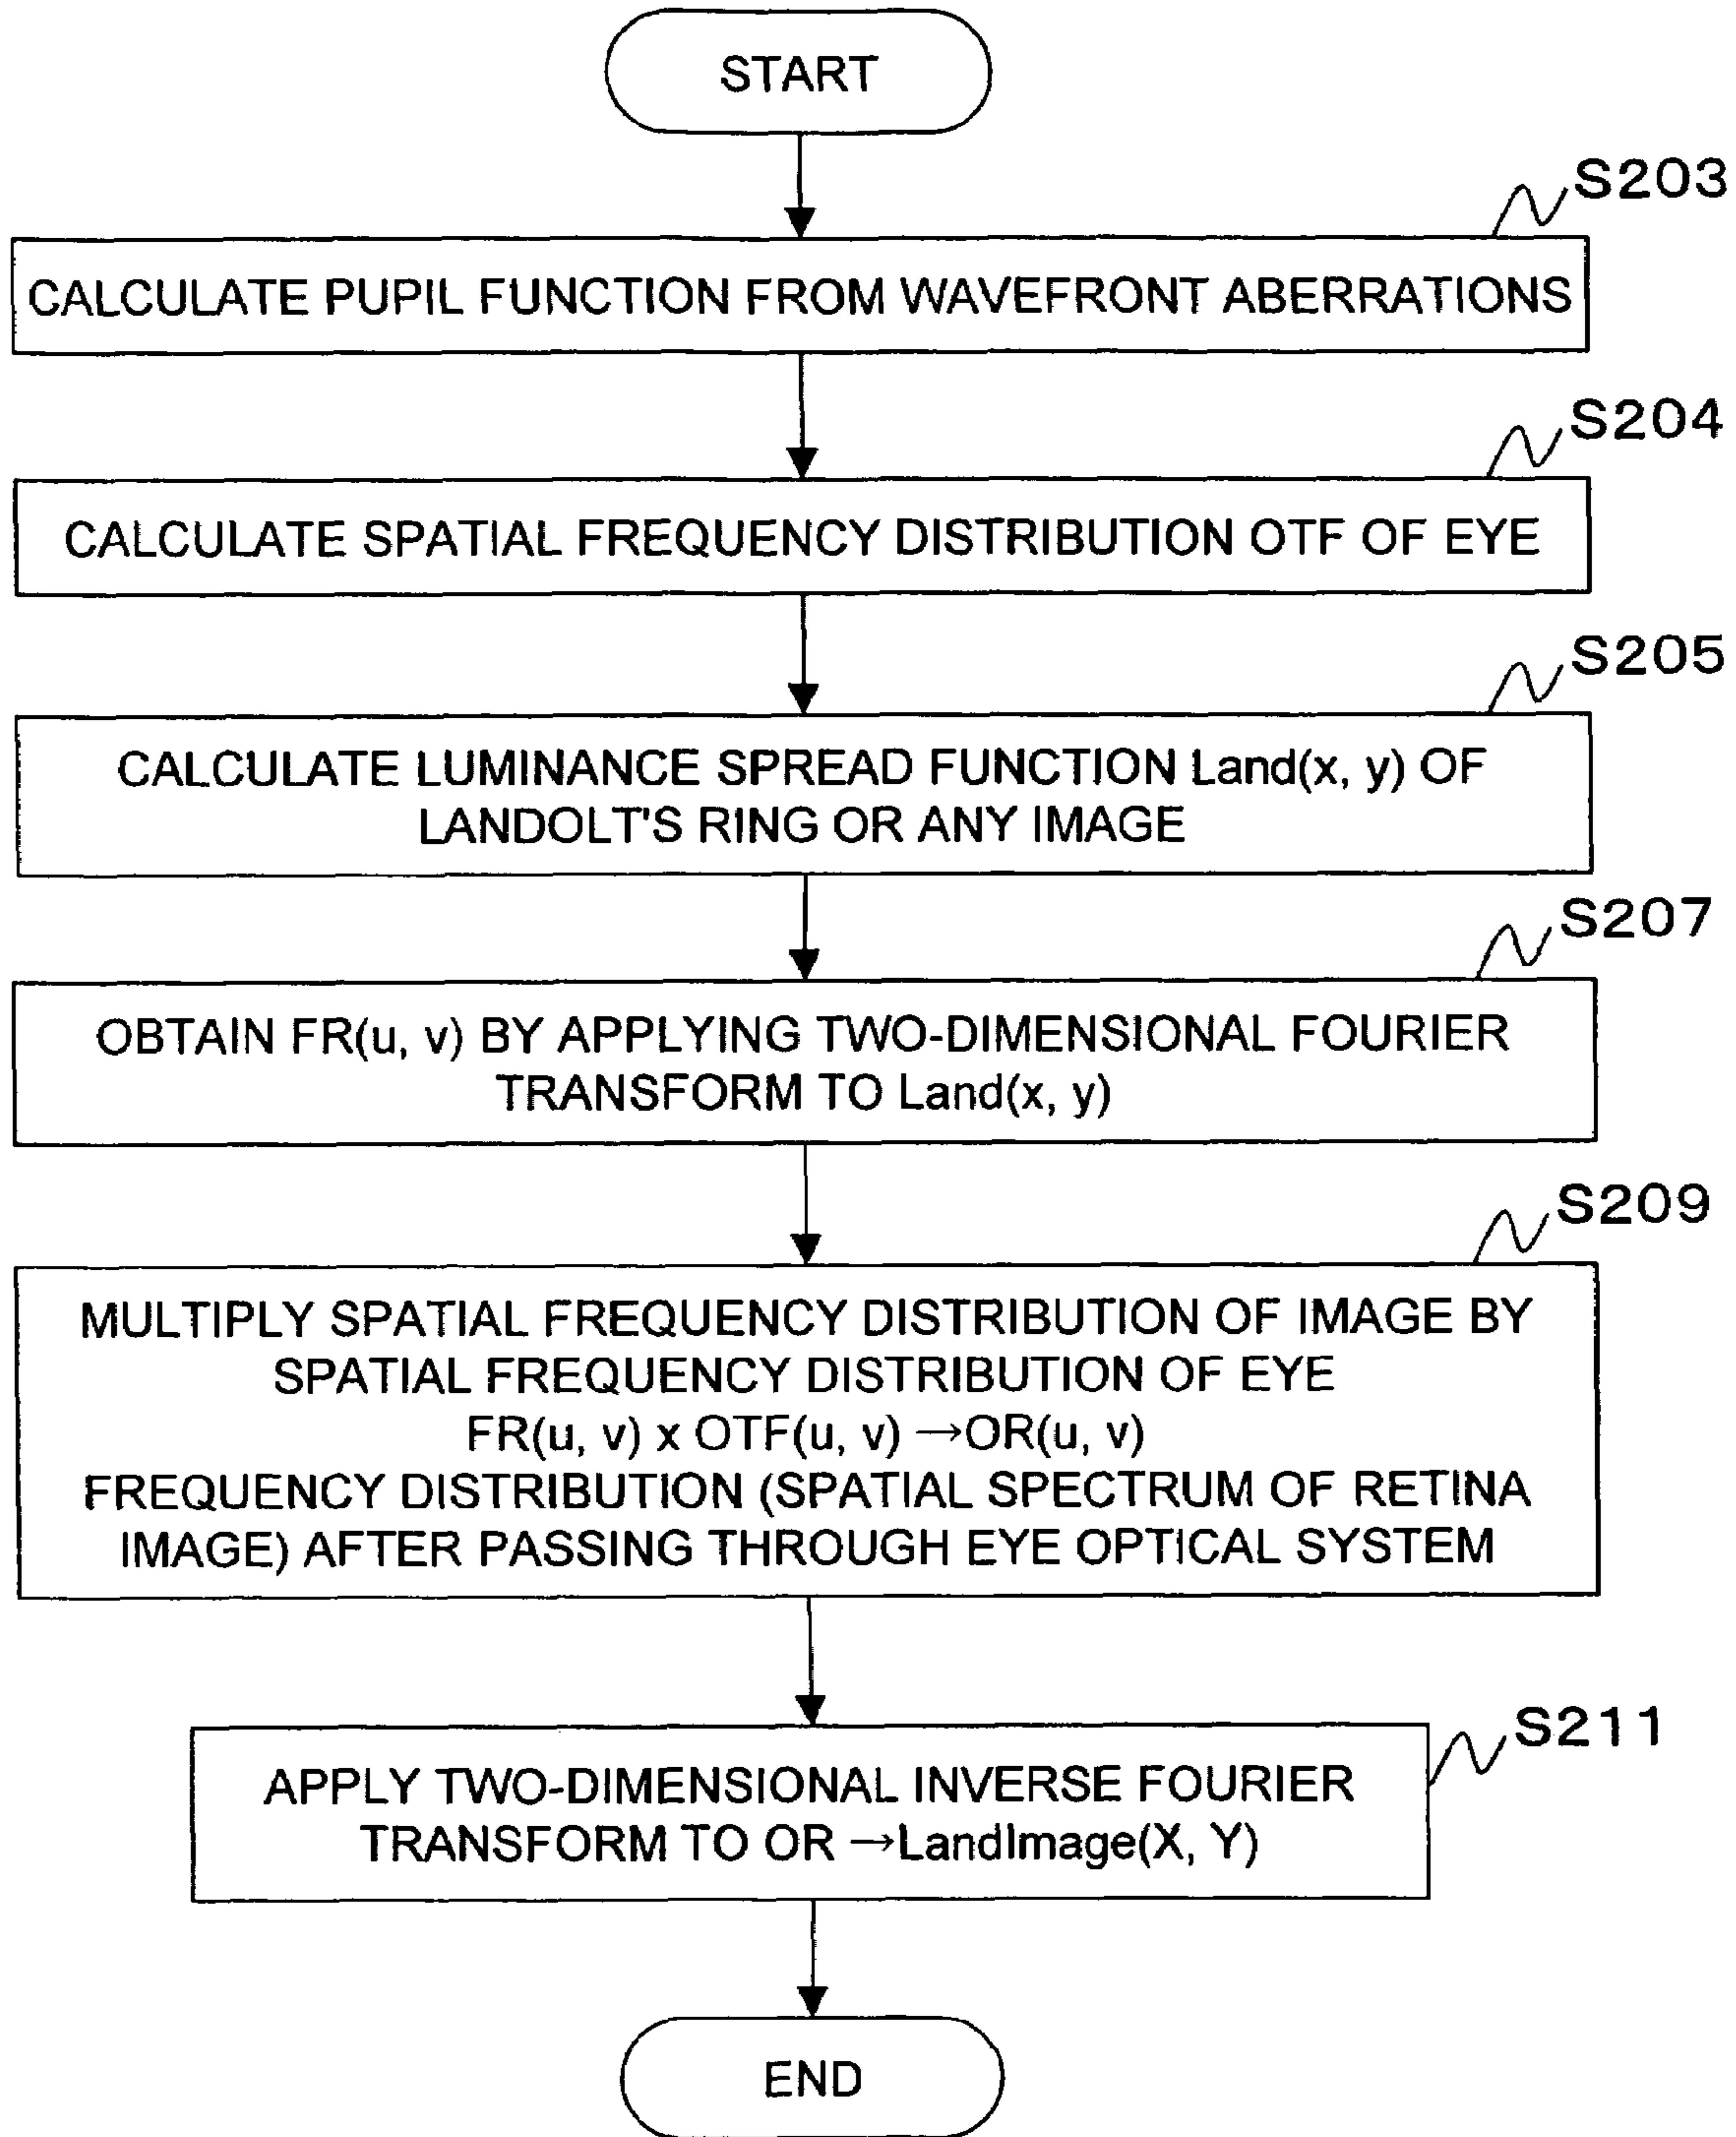 START
S203
CALCULATE PUPIL FUNCTION FROM WAVEFRONT ABERRATIONS
S204
CALCULATE SPATIAL FREQUENCY DISTRIBUTION OTF OF EYE
S205
CALCULATE LUMINANCE SPREAD FUNCTION Land(x, y) OF
LANDOLT'S RING OR ANY IMAGE
S207
OBTAIN FR(u, v) BY APPLYING TWO-DIMENSIONAL FOURIER
TRANSFORM TO Land(x, y)
S209
MULTIPLY SPATIAL FREQUENCY DISTRIBUTION OF IMAGE BY
SPATIAL FREQUENCY DISTRIBUTION OF EYE
FR(u, v) x OTF(u, v) →OR(u, v)
FREQUENCY DISTRIBUTION (SPATIAL SPECTRUM OF RETINA
IMAGE) AFTER PASSING THROUGH EYE OPTICAL SYSTEM
S211
APPLY TWO-DIMENSIONAL INVERSE FOURIER
TRANSFORM TO OR →LandImage(X, Y)
END